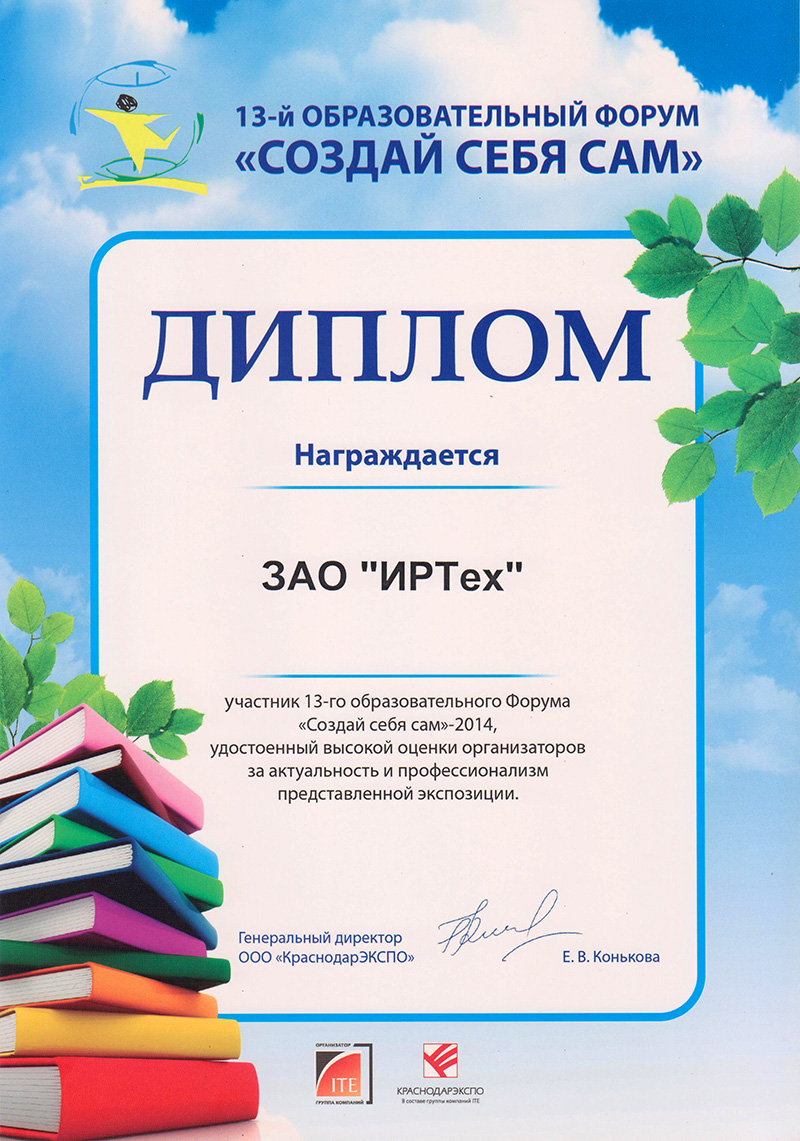 13-й ОБРАЗОВАТЕЛЬНЫЙ ФОРУМ
«СОЗДАЙ СЕБЯ САМ»
ДИПЛОМ
Награждается
ЗАО "ИРТех"
участник 13-го образовательного Форума
«Создай себя сам»-2014,
удостоенный высокой оценки организаторов
за актуальность и профессионализм
представленной экспозиции.
Генеральный директор
ООО «КраснодарЭКСПО»
Е. В. Конькова
ОРГАНИЗАТОР
ITE
ГРУППА КОМПАНИЙ
КРАСНОДАРЭКСПО
В составе группы компаний ITE